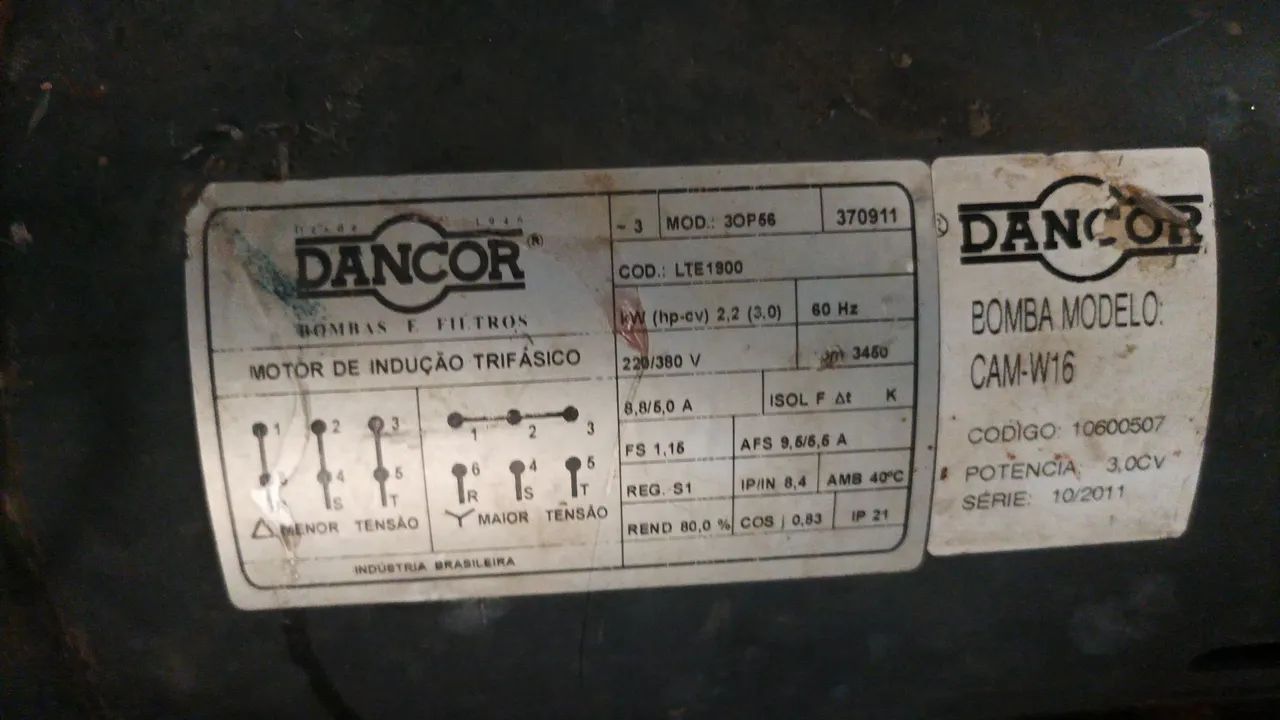 Desde 1946
DANCOR®
BOMBAS E FILTROS
MOTOR DE INDUÇÃO TRIFÁSICO
1 2 3
4 5
S T
△ MENOR TENSÃO
1 2 3
6 4 5
R S T
Y MAIOR TENSÃO
INDÚSTRIA BRASILEIRA
~ 3 MOD.: 3OP56 370911
COD.: LTE1900
kW (hp-cv) 2,2 (3,0) 60 Hz
220/380 V 3450
8,8/5,0 A ISOL F Δt K
FS 1,15 AFS 9,5/5,5 A
REG. S1 IP/IN 8,4 AMB 40ºC
REND 80,0 % COS 0,83 IP 21
®
DANCOR
BOMBA MODELO:
CAM-W16
CODIGO: 10600507
POTENCIA: 3,0CV
SÉRIE: 10/2011